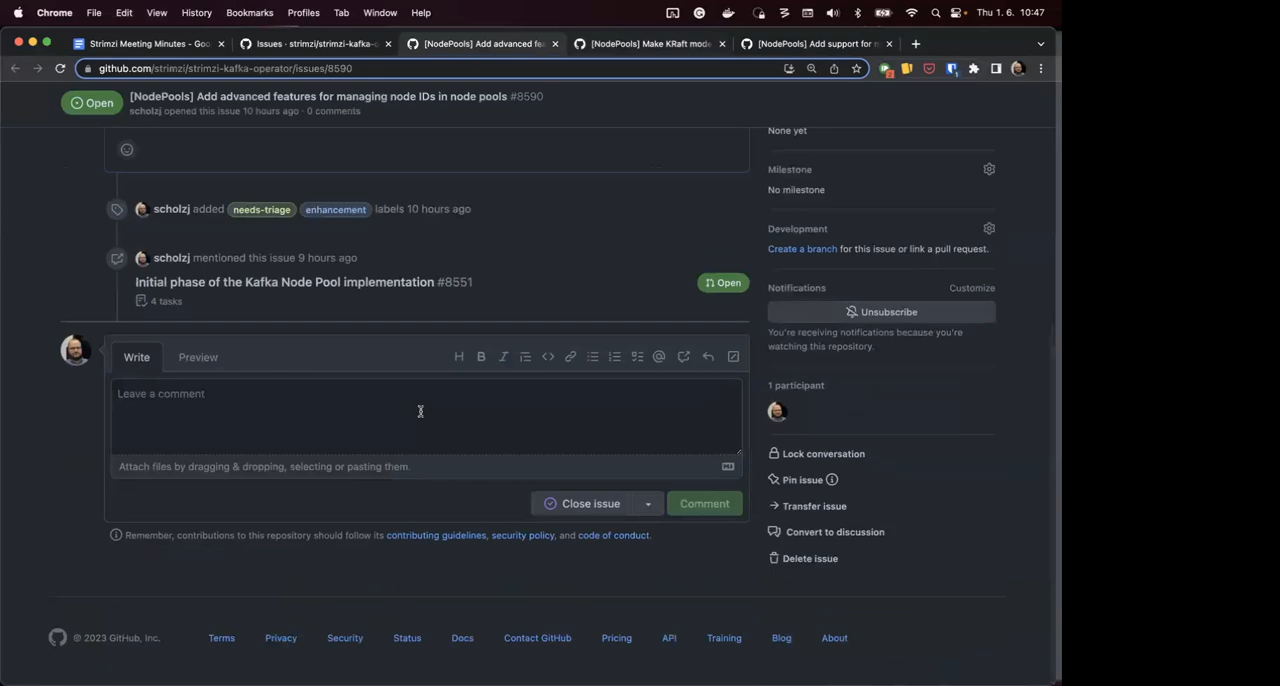 Chrome File Edit View History Bookmarks Profiles Tab Window Help Thu 1. 6. 10:47
Strimzi Meeting Minutes - Goo
Issues · strimzi/strimzi-kafka-o
[NodePools] Add advanced fea
[NodePools] Make KRaft mode
[NodePools] Add support for m
github.com/strimzi/strimzi-kafka-operator/issues/8590
Open
[NodePools] Add advanced features for managing node IDs in node pools #8590
scholzj opened this issue 10 hours ago · 0 comments
scholzj added needs-triage enhancement labels 10 hours ago
scholzj mentioned this issue 9 hours ago
Initial phase of the Kafka Node Pool implementation #8551
Open
4 tasks
Write Preview
H B I
Leave a comment
Attach files by dragging & dropping, selecting or pasting them.
Close issue
Comment
Remember, contributions to this repository should follow its contributing guidelines, security policy, and code of conduct.
None yet
Milestone
No milestone
Development
Create a branch for this issue or link a pull request.
Notifications Customize
Unsubscribe
You're receiving notifications because you're
watching this repository.
1 participant
Lock conversation
Pin issue
Transfer issue
Convert to discussion
Delete issue
© 2023 GitHub, Inc. Terms Privacy Security Status Docs Contact GitHub Pricing API Training Blog About